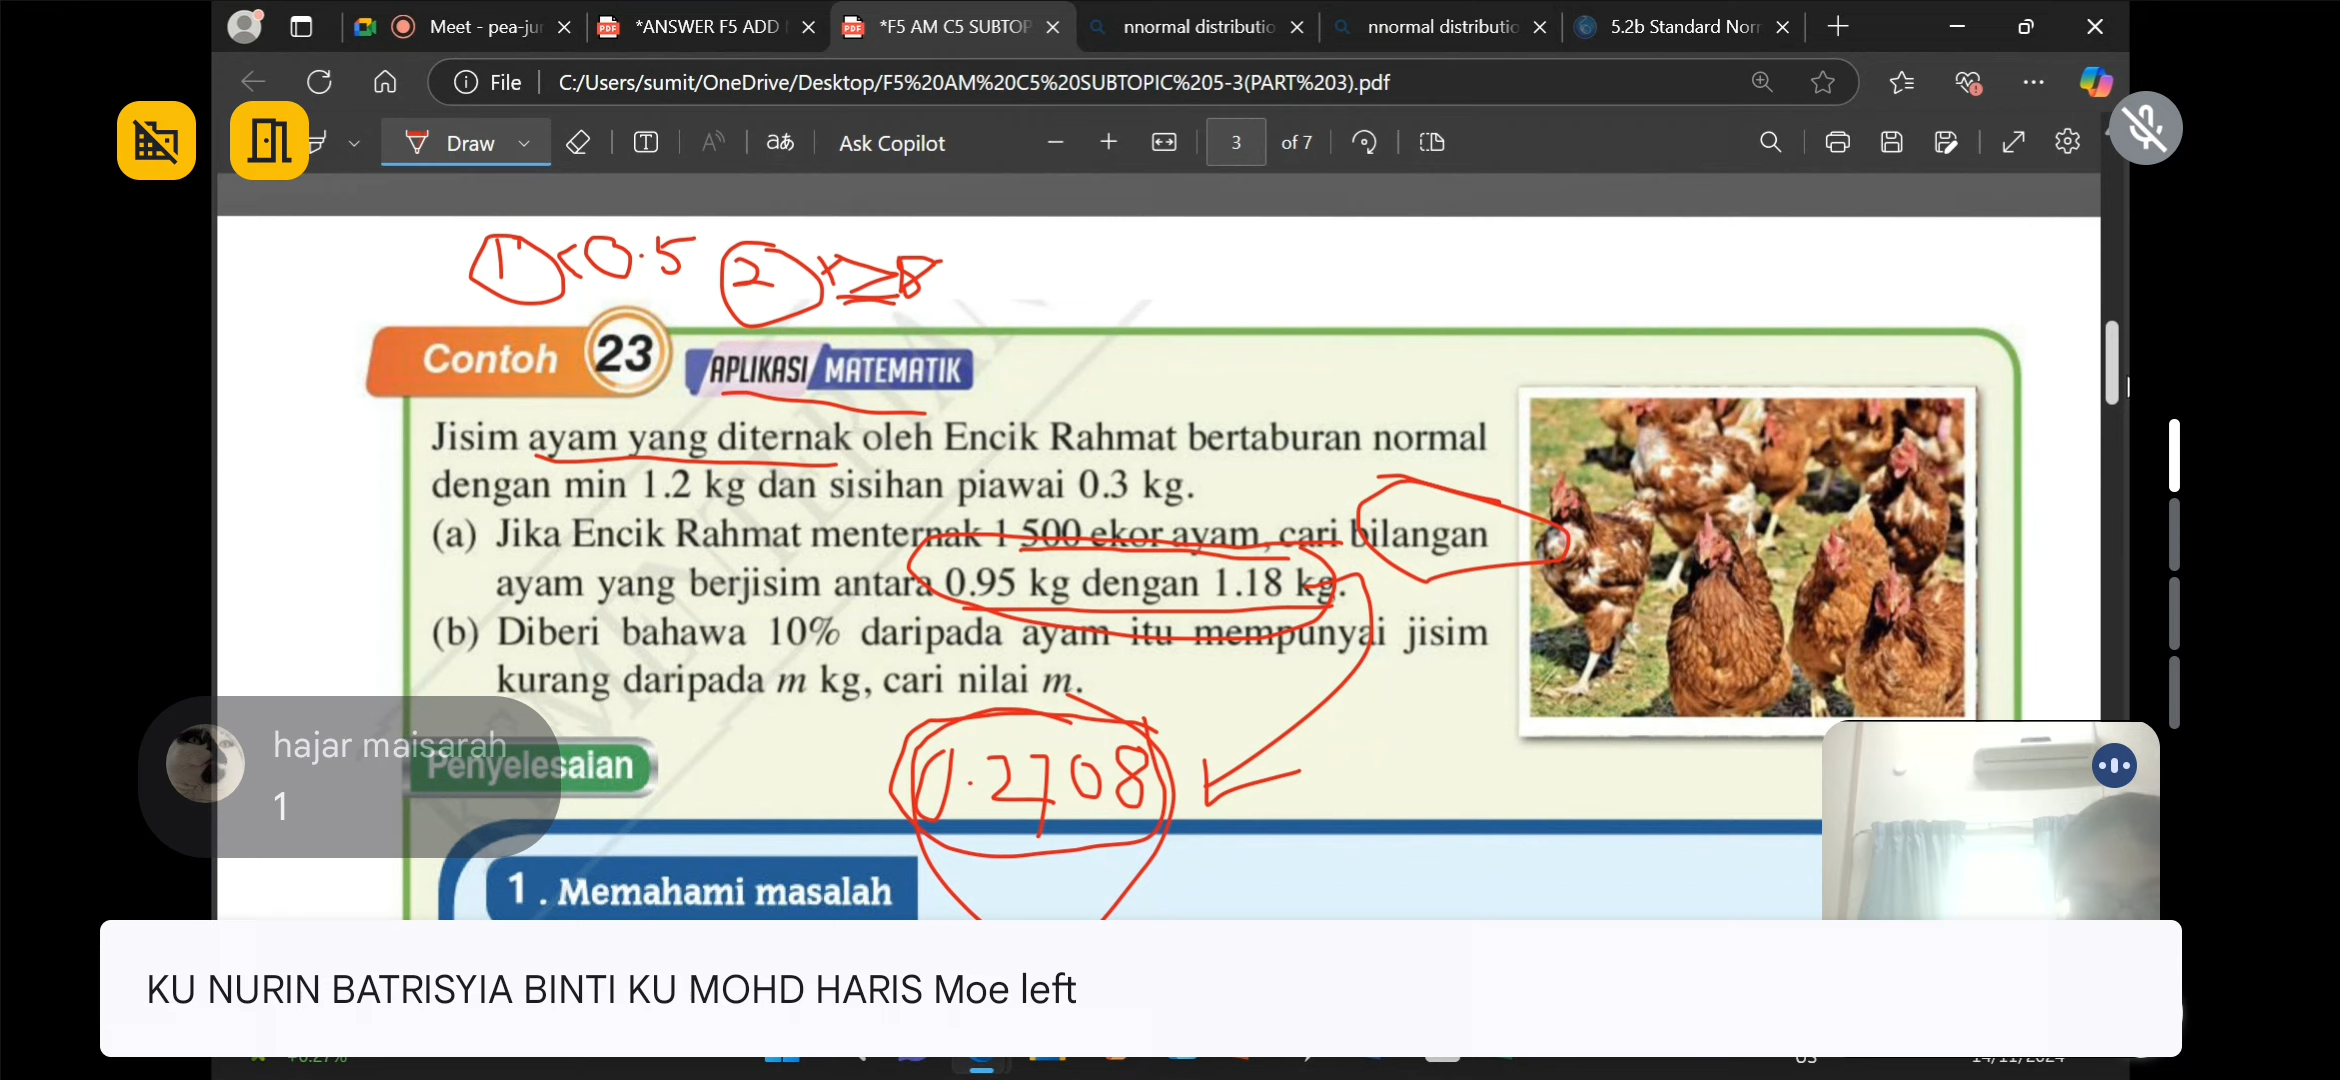 Meet - pea-ju
*ANSWER F5 ADD
*F5 AM C5 SUBTOP
nnormal distributio
nnormal distributio
5.2b Standard Nor
File
C:/Users/sumit/OneDrive/Desktop/F5%20AM%20C5%20SUBTOPIC%205-3(PART%203).pdf
Draw
Ask Copilot
3 of 7
1 <0.5 2 x≥8
Contoh 23 APLIKASI MATEMATIK
Jisim ayam yang diternak oleh Encik Rahmat bertaburan normal
dengan min 1.2 kg dan sisihan piawai 0.3 kg.
(a) Jika Encik Rahmat menternak 1 500 ekor ayam, cari bilangan
ayam yang berjisim antara 0.95 kg dengan 1.18 kg.
(b) Diberi bahawa 10% daripada ayam itu mempunyai jisim
kurang daripada m kg, cari nilai m.
hajar maisarah
1
Penyelesaian
0.2708
1 . Memahami masalah
KU NURIN BATRISYIA BINTI KU MOHD HARIS Moe left